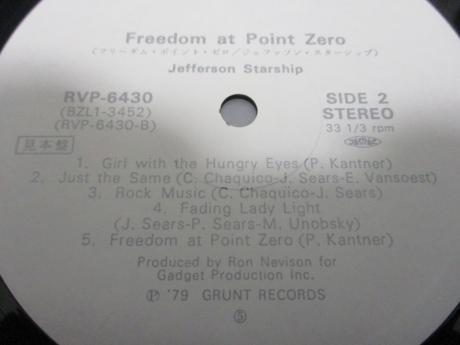 Freedom at Point Zero
(フリーダム・ポイント・ゼロ/ジェファソン・スターシップ)
Jefferson Starship
RVP-6430
(BZL1-3452)
(RVP-6430-B)
見本盤
SIDE 2
STEREO
33 1/3 rpm
1. Girl with the Hungry Eyes (P. Kantner)
2. Just the Same (C. Chaquico-J. Sears-E. Vansoest)
3. Rock Music (C. Chaquico-J. Sears)
4. Fading Lady Light
(J. Sears-P. Sears-M. Unobsky)
5. Freedom at Point Zero (P. Kantner)
Produced by Ron Nevison for
Gadget Production Inc.
Ⓟ '79 GRUNT RECORDS
⑤